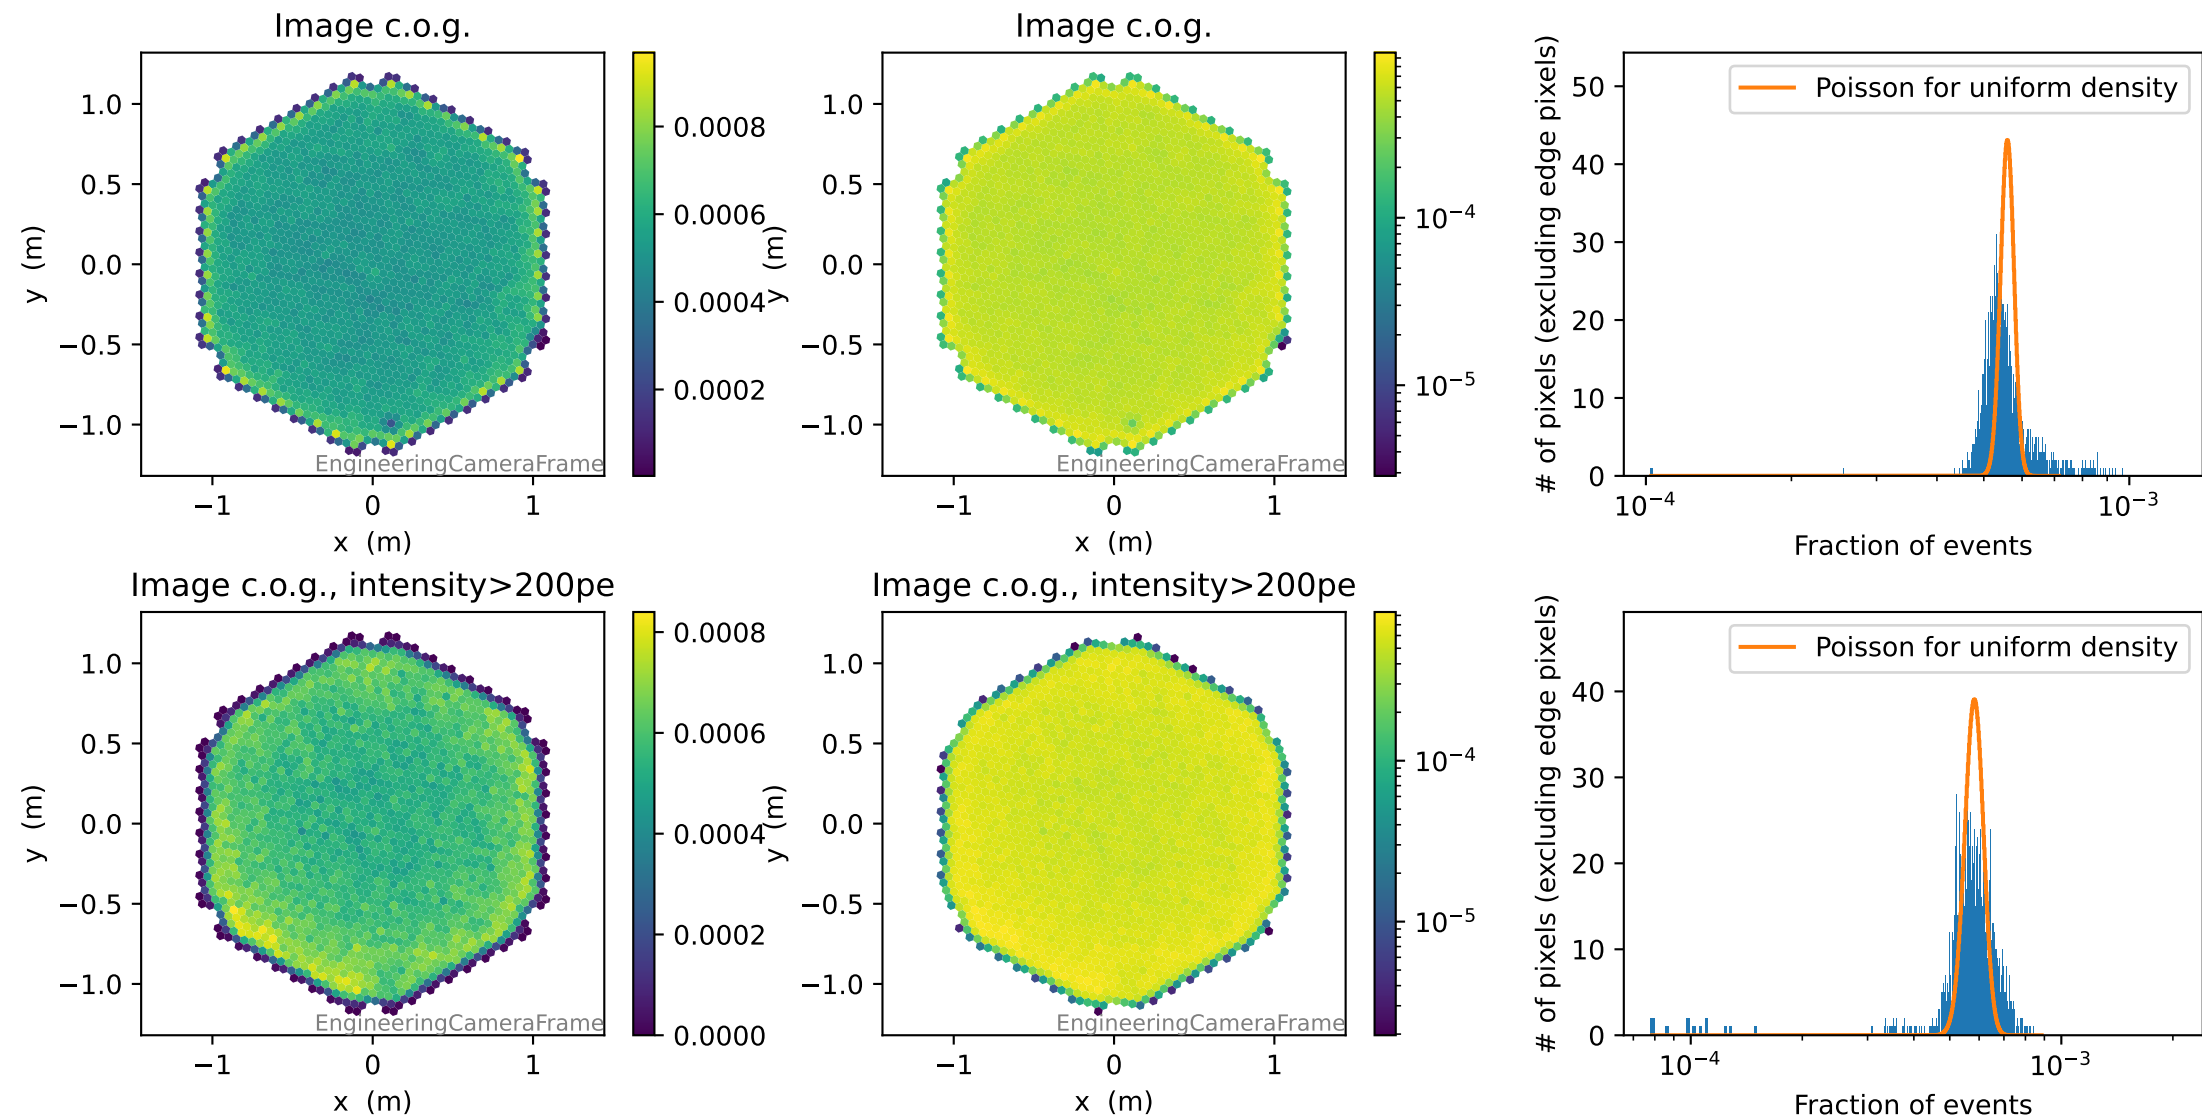 Image c.o.g.
1.0
0.5
0.0
−0.5
−1.0
y (m)
−1
0
1
x (m)
EngineeringCameraFrame
0.0008
0.0006
0.0004
0.0002
Image c.o.g.
1.0
0.5
0.0
−0.5
−1.0
y (m)
−1
0
1
x (m)
EngineeringCameraFrame
10⁻⁴
10⁻⁵
# of pixels (excluding edge pixels)
50
40
30
20
10
0
Poisson for uniform density
10⁻⁴
10⁻³
Fraction of events
Image c.o.g., intensity>200pe
1.0
0.5
0.0
−0.5
−1.0
y (m)
−1
0
1
x (m)
EngineeringCameraFrame
0.0008
0.0006
0.0004
0.0002
0.0000
Image c.o.g., intensity>200pe
1.0
0.5
0.0
−0.5
−1.0
y (m)
−1
0
1
x (m)
EngineeringCameraFrame
10⁻⁴
10⁻⁵
# of pixels (excluding edge pixels)
40
30
20
10
0
Poisson for uniform density
10⁻⁴
10⁻³
Fraction of events